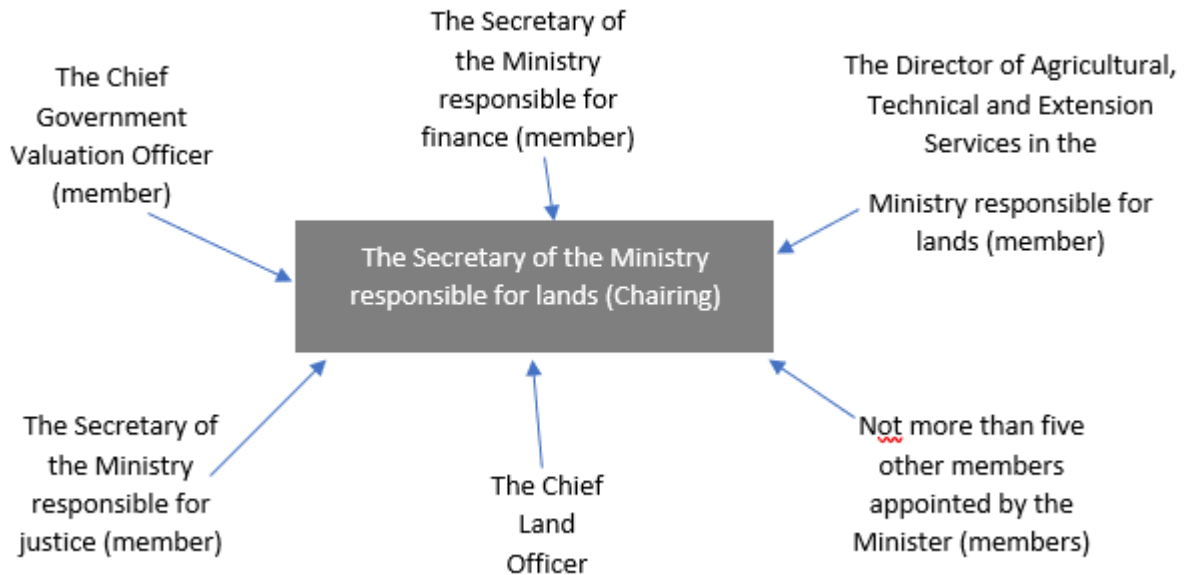 The Chief
Government
Valuation Officer
(member)
The Secretary of
the Ministry
responsible for
finance (member)
The Director of Agricultural,
Technical and Extension
Services in the
Ministry responsible for
lands (member)
The Secretary of the Ministry
responsible for lands (Chairing)
The Secretary of
the Ministry
responsible for
justice (member)
The Chief
Land
Officer
Not more than five
other members
appointed by the
Minister (members)